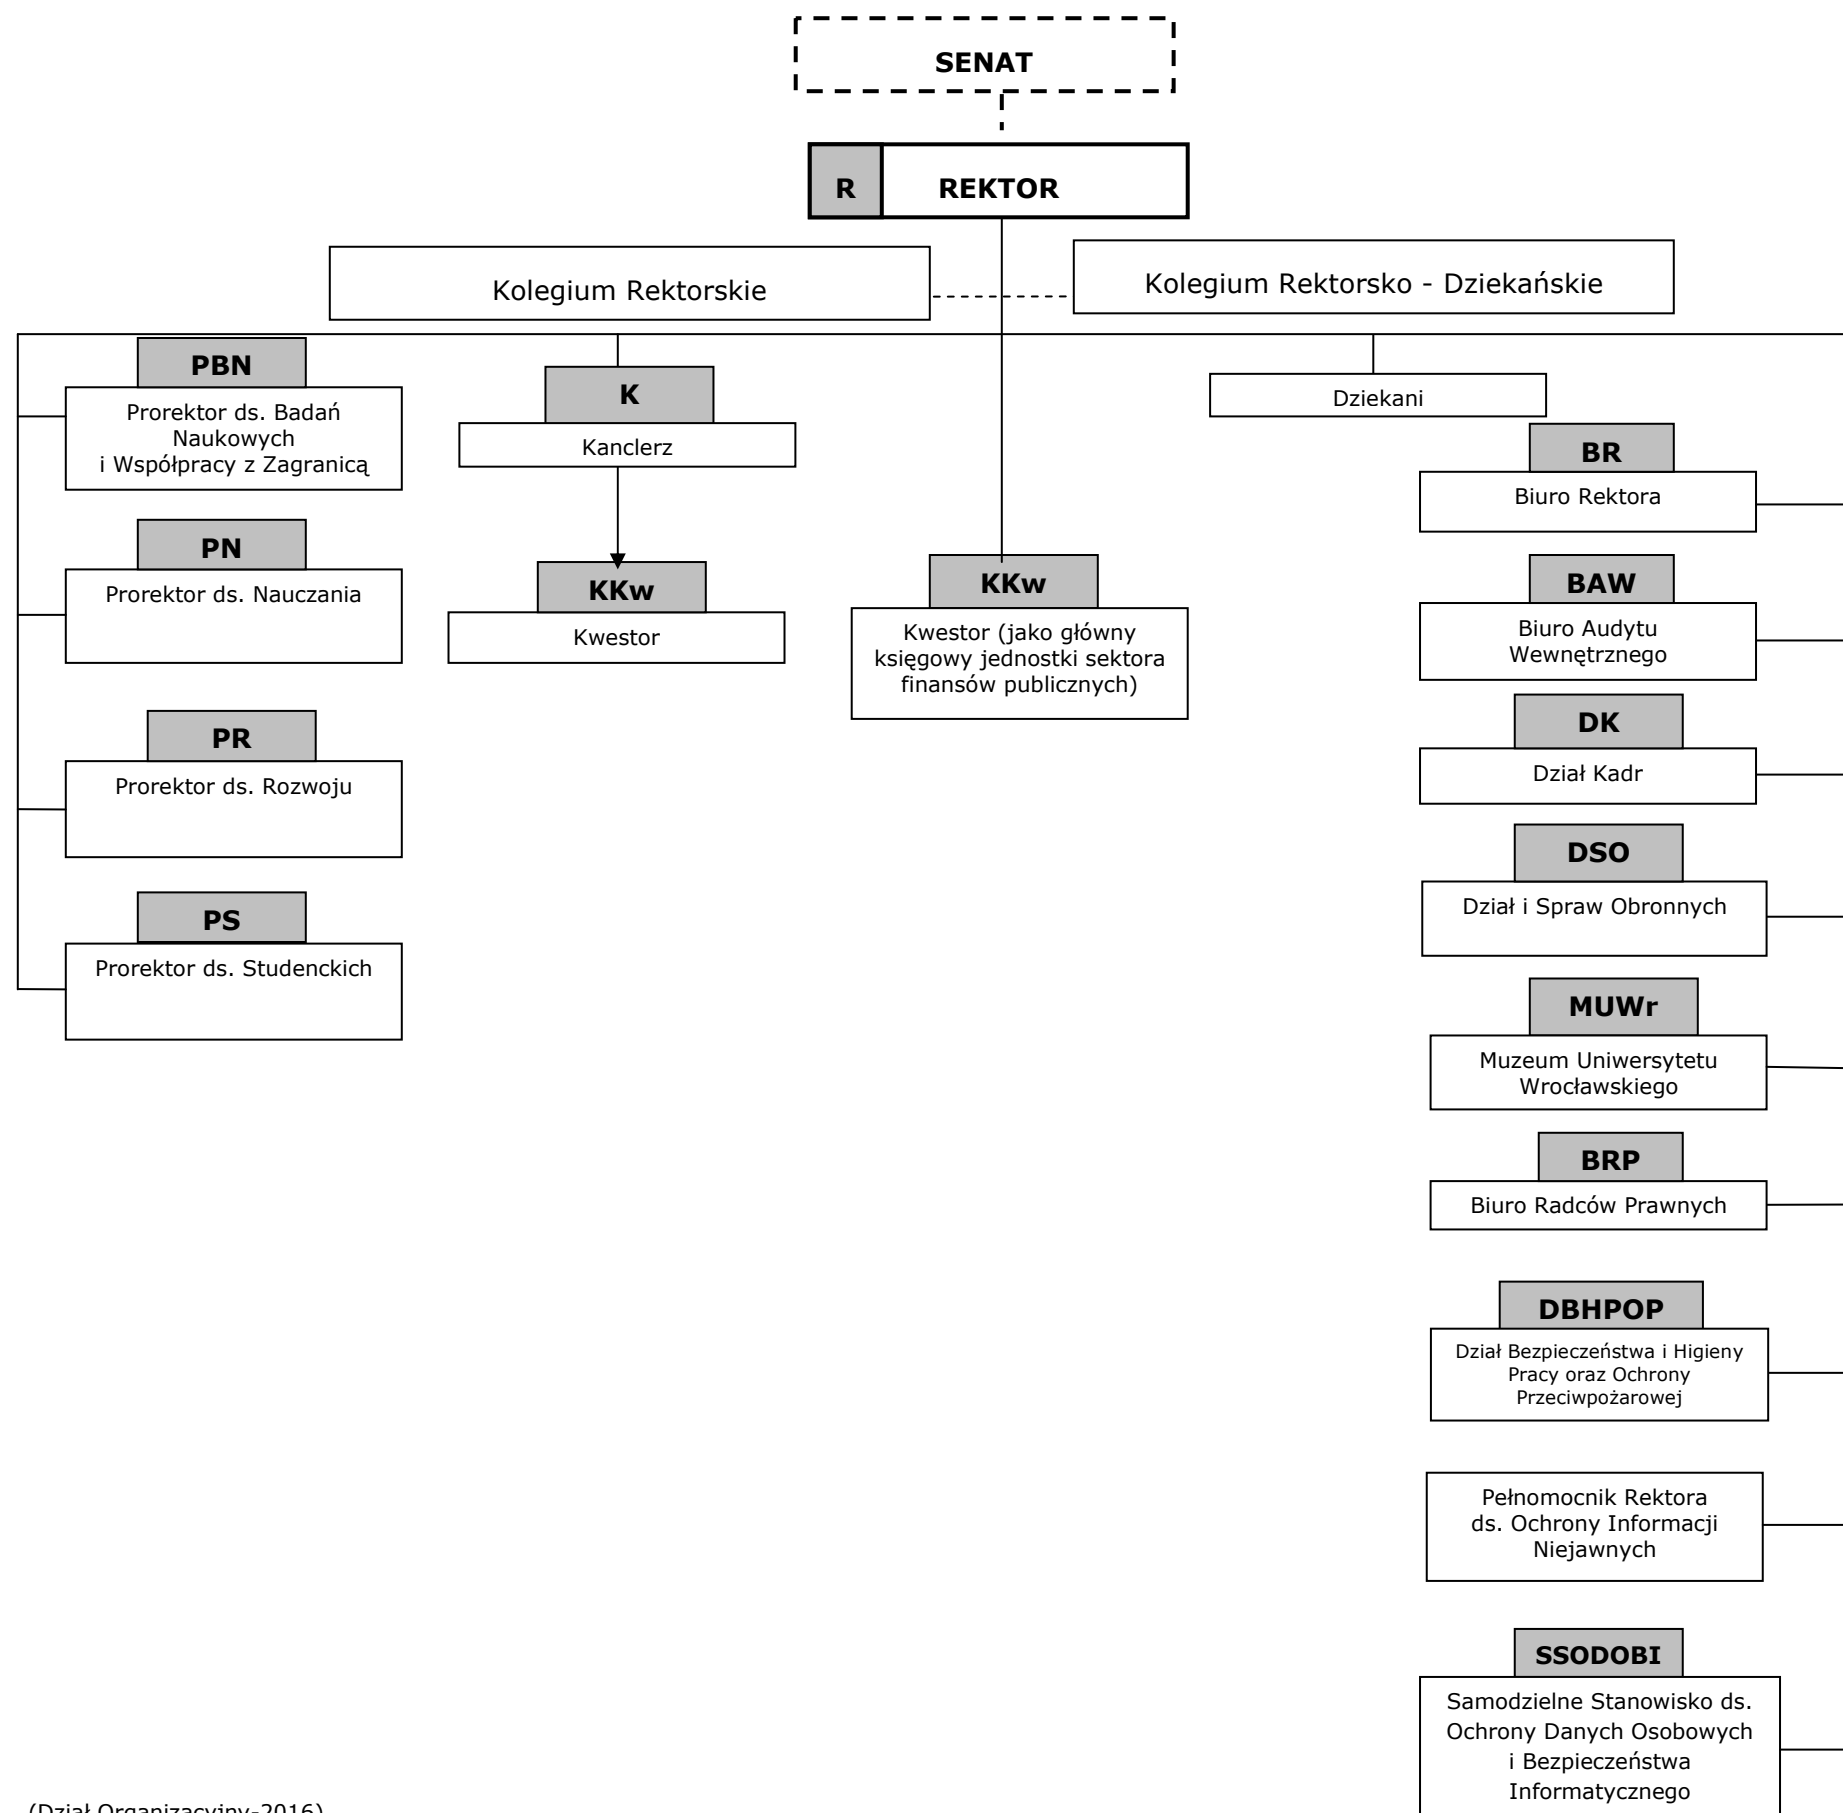 SENAT
R
REKTOR
Kolegium Rektorskie
Kolegium Rektorsko - Dziekańskie
PBN
Prorektor ds. Badań
Naukowych
i Współpracy z Zagranicą
PN
Prorektor ds. Nauczania
PR
Prorektor ds. Rozwoju
PS
Prorektor ds. Studenckich
K
Kanclerz
KKw
Kwestor
KKw
Kwestor (jako główny
księgowy jednostki sektora
finansów publicznych)
Dziekani
BR
Biuro Rektora
BAW
Biuro Audytu
Wewnętrznego
DK
Dział Kadr
DSO
Dział i Spraw Obronnych
MUWr
Muzeum Uniwersytetu
Wrocławskiego
BRP
Biuro Radców Prawnych
DBHPOP
Dział Bezpieczeństwa i Higieny
Pracy oraz Ochrony
Przeciwpożarowej
Pełnomocnik Rektora
ds. Ochrony Informacji
Niejawnych
SSODOBI
Samodzielne Stanowisko ds.
Ochrony Danych Osobowych
i Bezpieczeństwa
Informatycznego
(Dział Organizacyjny-2016)